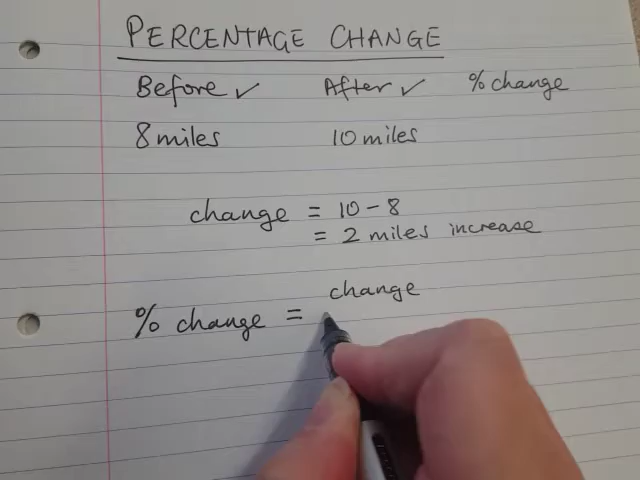 PERCENTAGE CHANGE
Before ✓ After ✓ % change
8 miles 10 miles
change = 10 - 8
= 2 miles increase
change
% change =